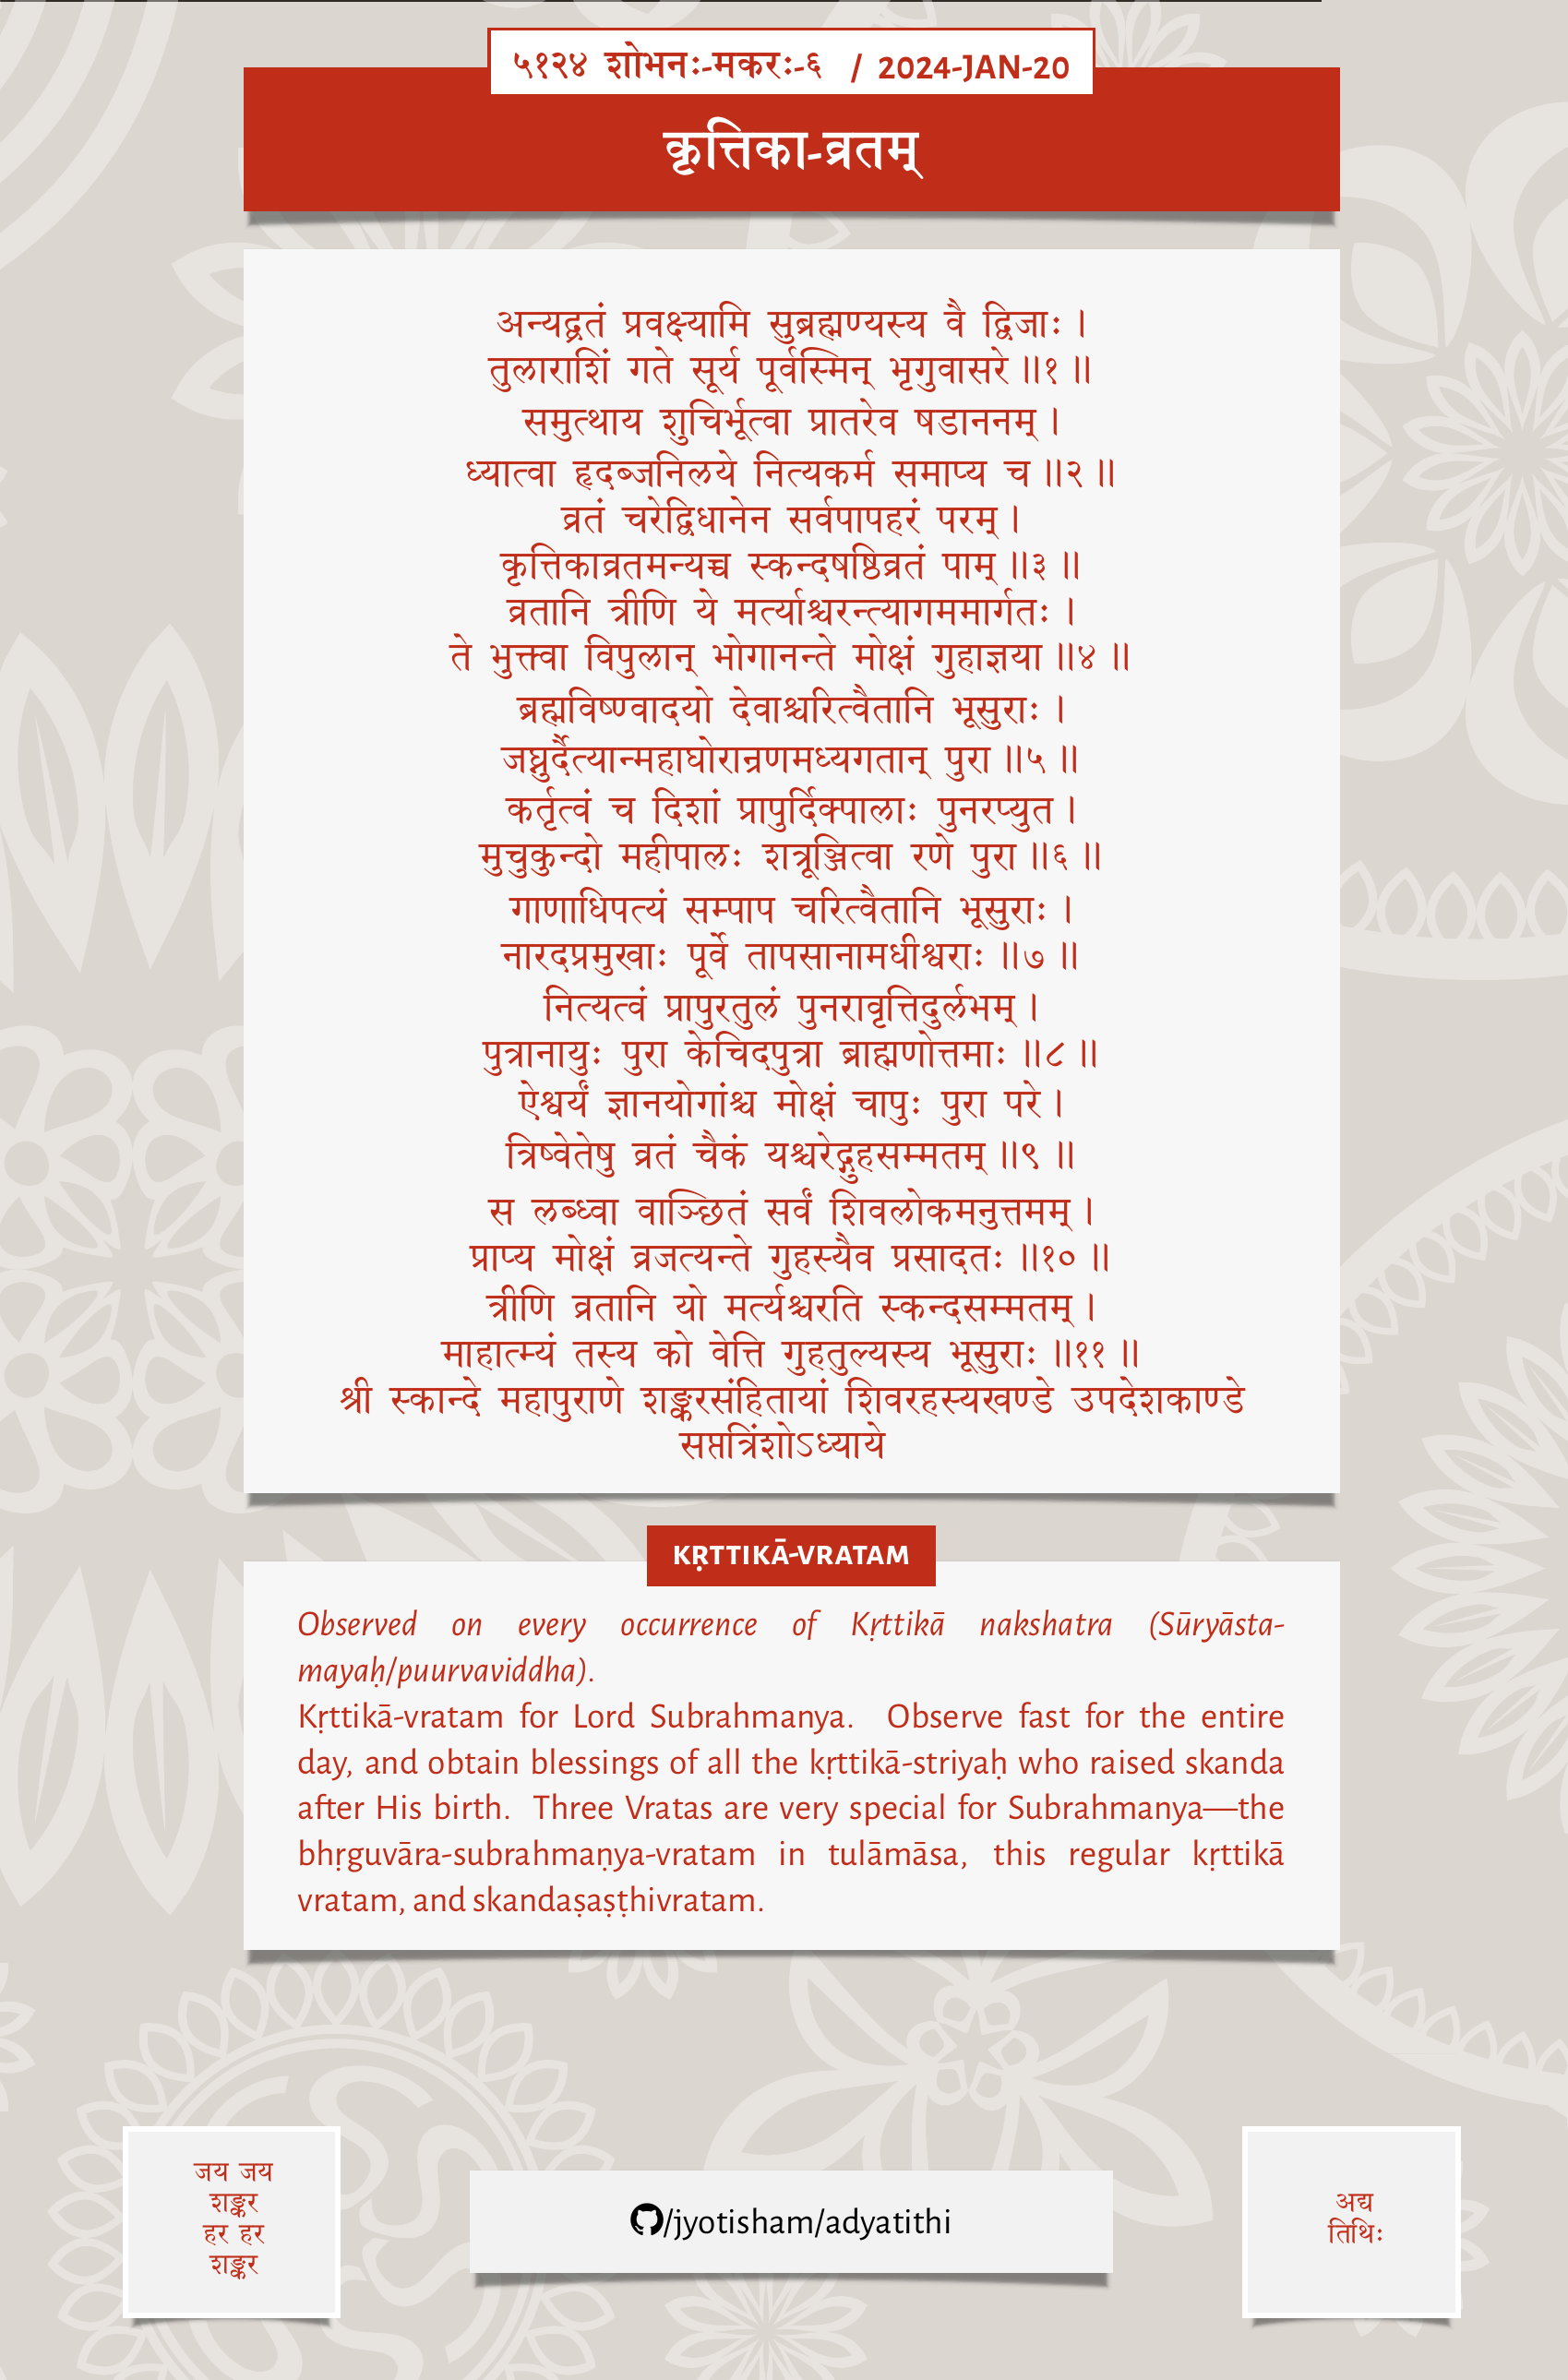 ५१२४ शोभनः-मकरः-६ / 2024-JAN-20
कृत्तिका-व्रतम्
अन्यद्व्रतं प्रवक्ष्यामि सुब्रह्मण्यस्य वै द्विजाः।
तुलाराशिं गते सूर्य पूर्वस्मिन् भृगुवासरे॥१॥
समुत्थाय शुचिर्भूत्वा प्रातरेव षडाननम्।
ध्यात्वा हृदब्जनिलये नित्यकर्म समाप्य च॥२॥
व्रतं चरेद्विधानेन सर्वपापहरं परम्।
कृत्तिकाव्रतमन्यच्च स्कन्दषष्ठिव्रतं पाम्॥३॥
व्रतानि त्रीणि ये मर्त्याश्चरन्त्यागममार्गतः।
ते भुक्त्वा विपुलान् भोगानन्ते मोक्षं गुहाज्ञया॥४॥
ब्रह्मविष्ण्वादयो देवाश्चरित्वैतानि भूसुराः।
जघ्नुर्दैत्यान्महाघोरान्रणमध्यगतान् पुरा॥५॥
कर्तृत्वं च दिशां प्रापुर्दिक्पालाः पुनरप्युत।
मुचुकुन्दो महीपालः शत्रूञ्जित्वा रणे पुरा॥६॥
गाणाधिपत्यं सम्पाप चरित्वैतानि भूसुराः।
नारदप्रमुखाः पूर्वे तापसानामधीश्वराः॥७॥
नित्यत्वं प्रापुरतुलं पुनरावृत्तिदुर्लभम्।
पुत्रानायुः पुरा केचिदपुत्रा ब्राह्मणोत्तमाः॥८॥
ऐश्वर्यं ज्ञानयोगांश्च मोक्षं चापुः पुरा परे।
त्रिष्वेतेषु व्रतं चैकं यश्चरेद्गुहसम्मतम्॥९॥
स लब्ध्वा वाञ्छितं सर्वं शिवलोकमनुत्तमम्।
प्राप्य मोक्षं व्रजत्यन्ते गुहस्यैव प्रसादतः॥१०॥
त्रीणि व्रतानि यो मर्त्यश्चरति स्कन्दसम्मतम्।
माहात्म्यं तस्य को वेत्ति गुहतुल्यस्य भूसुराः॥११॥
श्री स्कान्दे महापुराणे शङ्करसंहितायां शिवरहस्यखण्डे उपदेशकाण्डे
सप्तत्रिंशोऽध्याये
KṚTTIKĀ-VRATAM
Observed on every occurrence of Kṛttikā nakshatra (Sūryāsta-
mayaḥ/puurvaviddha).
Kṛttikā-vratam for Lord Subrahmanya. Observe fast for the entire
day, and obtain blessings of all the kṛttikā-striyaḥ who raised skanda
after His birth. Three Vratas are very special for Subrahmanya—the
bhṛguvāra-subrahmaṇya-vratam in tulāmāsa, this regular kṛttikā
vratam, and skandaṣaṣṭhivratam.
जय जय
शङ्कर
हर हर
शङ्कर
/jyotisham/adyatithi
अद्य
तिथिः